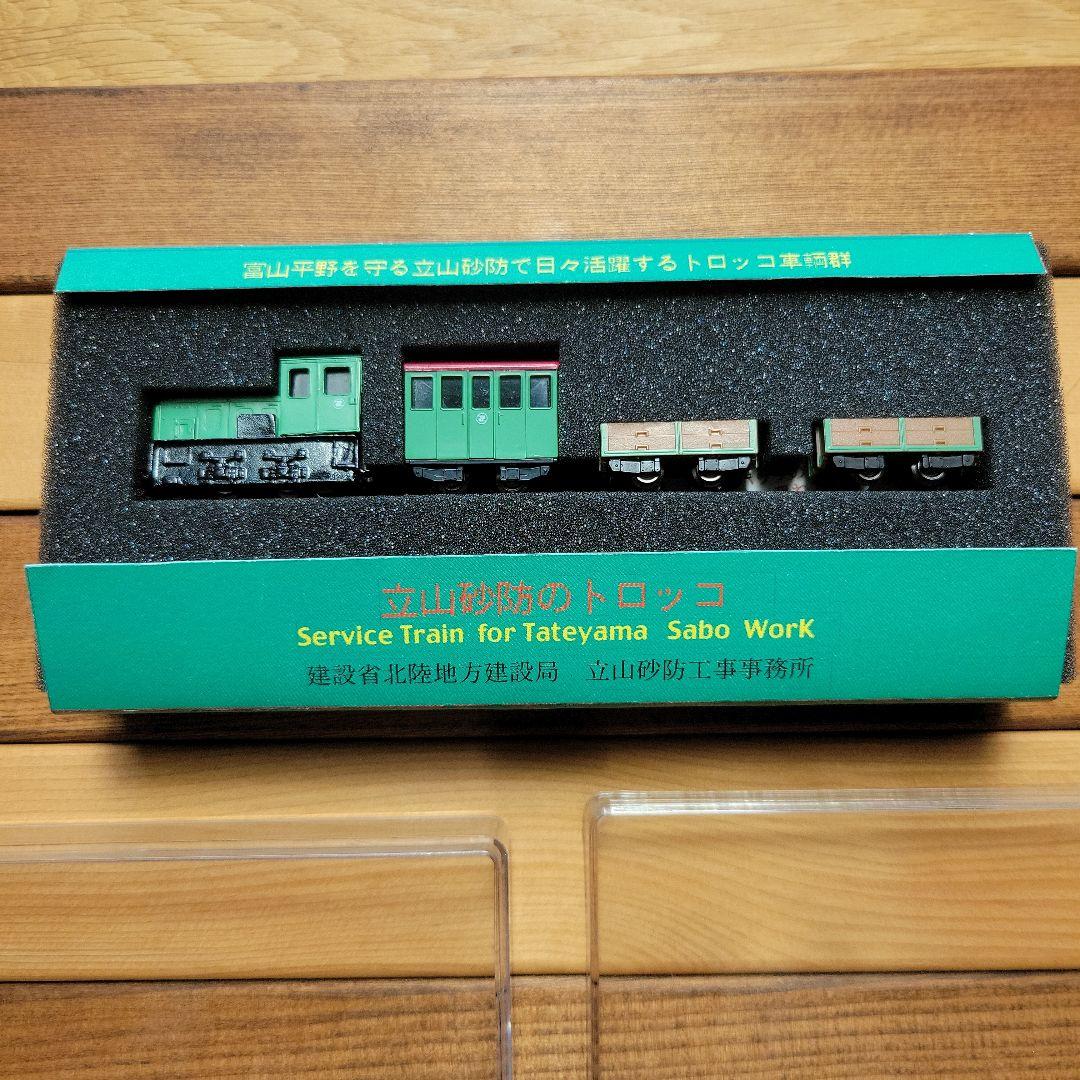 富山平野を守る立山砂防で日々活躍するトロッコ車輌群
立山砂防のトロッコ
Service Train for Tateyama Sabo WorK
建設省北陸地方建設局 立山砂防工事事務所